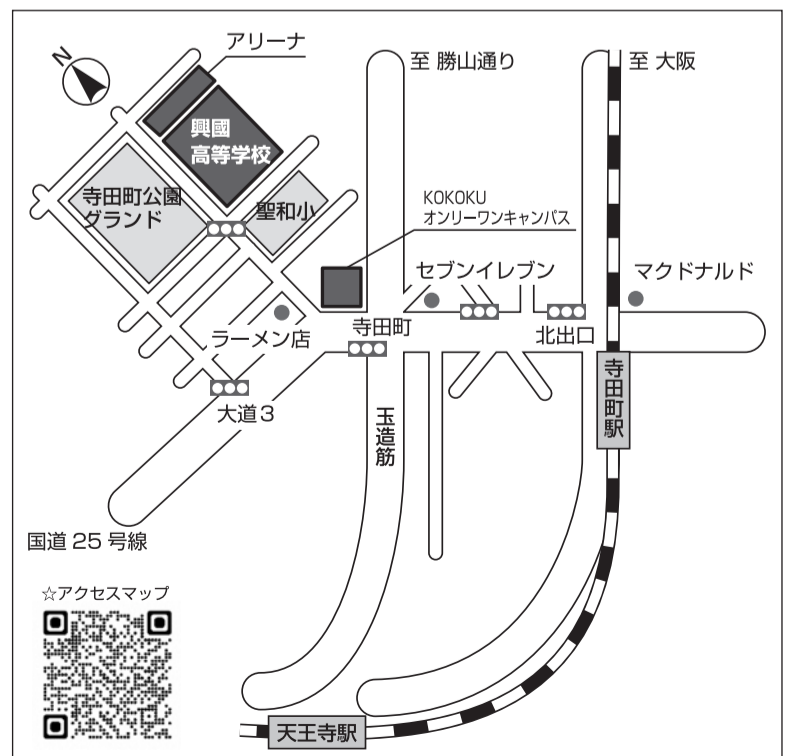 アリーナ
N
至 勝山通り
至 大阪
興國
高等学校
寺田町公園
グランド
聖和小
KOKOKU
オンリーワンキャンパス
セブンイレブン
マクドナルド
ラーメン店
寺田町
北出口
寺田町駅
大道3
玉造筋
国道25号線
☆アクセスマップ
天王寺駅